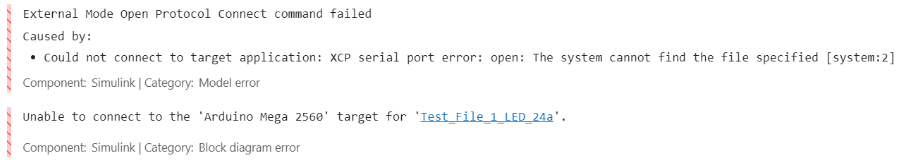 External Mode Open Protocol Connect command failed
Caused by:
• Could not connect to target application: XCP serial port error: open: The system cannot find the file specified [system:2]
Component: Simulink | Category: Model error
Unable to connect to the 'Arduino Mega 2560' target for 'Test_File_1_LED_24a'.
Component: Simulink | Category: Block diagram error